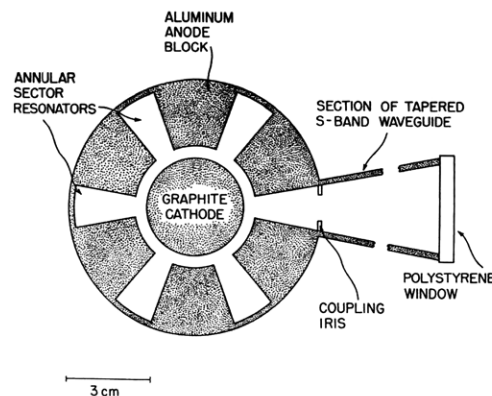 ALUMINUM
ANODE
BLOCK
ANNULAR
SECTOR
RESONATORS
SECTION OF TAPERED
S-BAND WAVEGUIDE
GRAPHITE
CATHODE
POLYSTYRENE
WINDOW
COUPLING
IRIS
3 cm